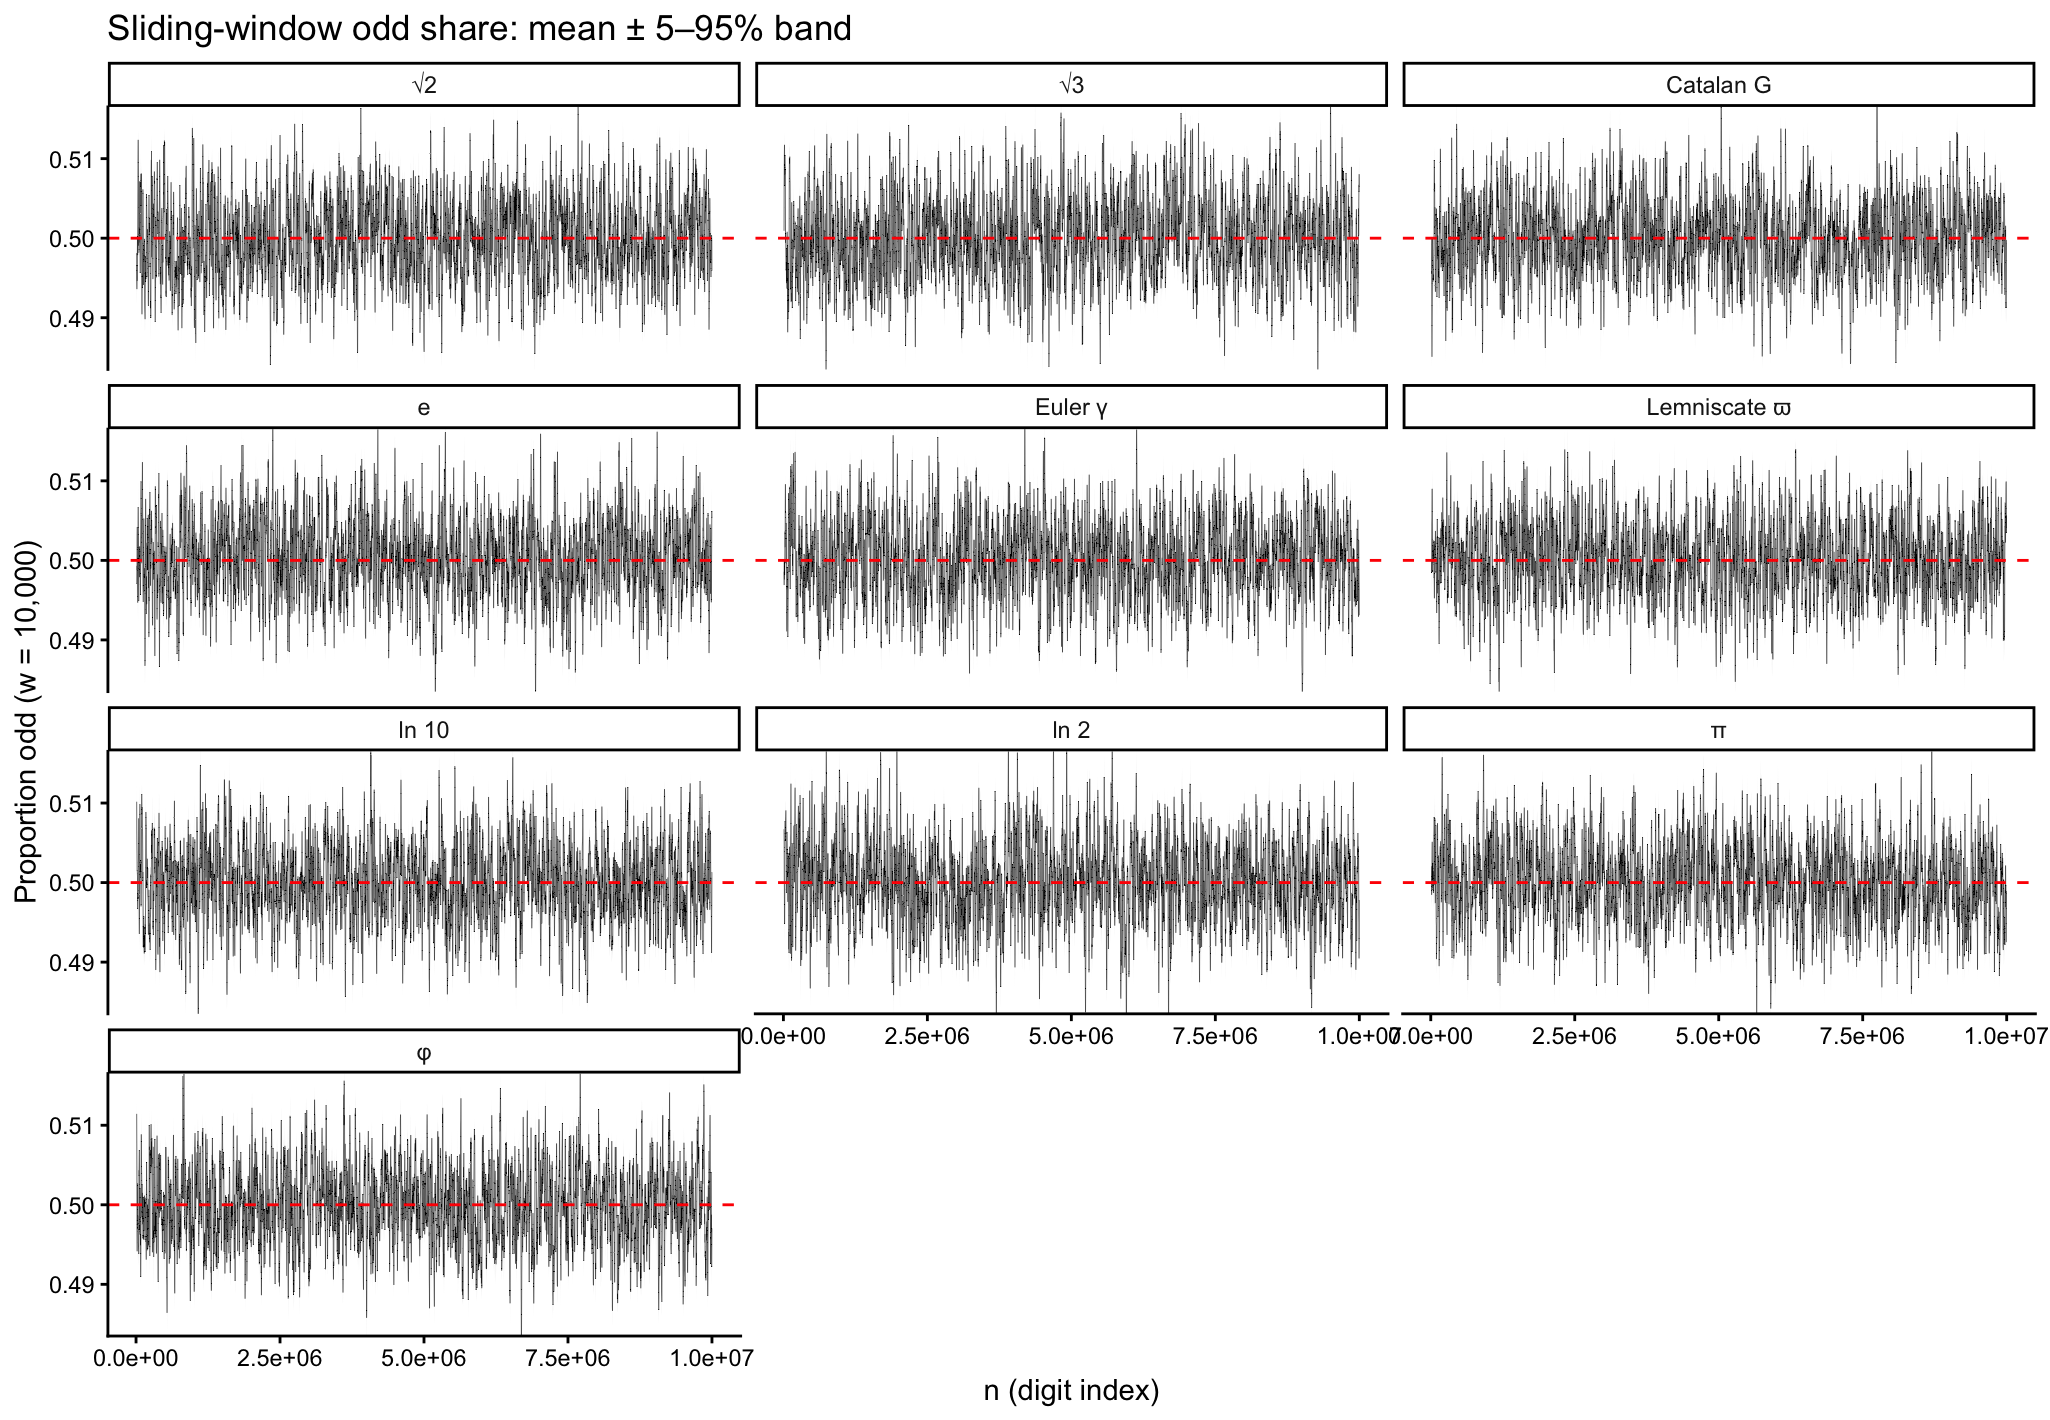 Sliding-window odd share: mean ± 5–95% band
√2
√3
Catalan G
0.51
0.50
0.49
e
Euler γ
Lemniscate ϖ
0.51
0.50
0.49
Proportion odd (w = 10,000)
ln 10
ln 2
π
0.51
0.50
0.49
0.0e+00 2.5e+06 5.0e+06 7.5e+06 1.0e+07
0.0e+00 2.5e+06 5.0e+06 7.5e+06 1.0e+07
φ
0.51
0.50
0.49
0.0e+00 2.5e+06 5.0e+06 7.5e+06 1.0e+07
n (digit index)